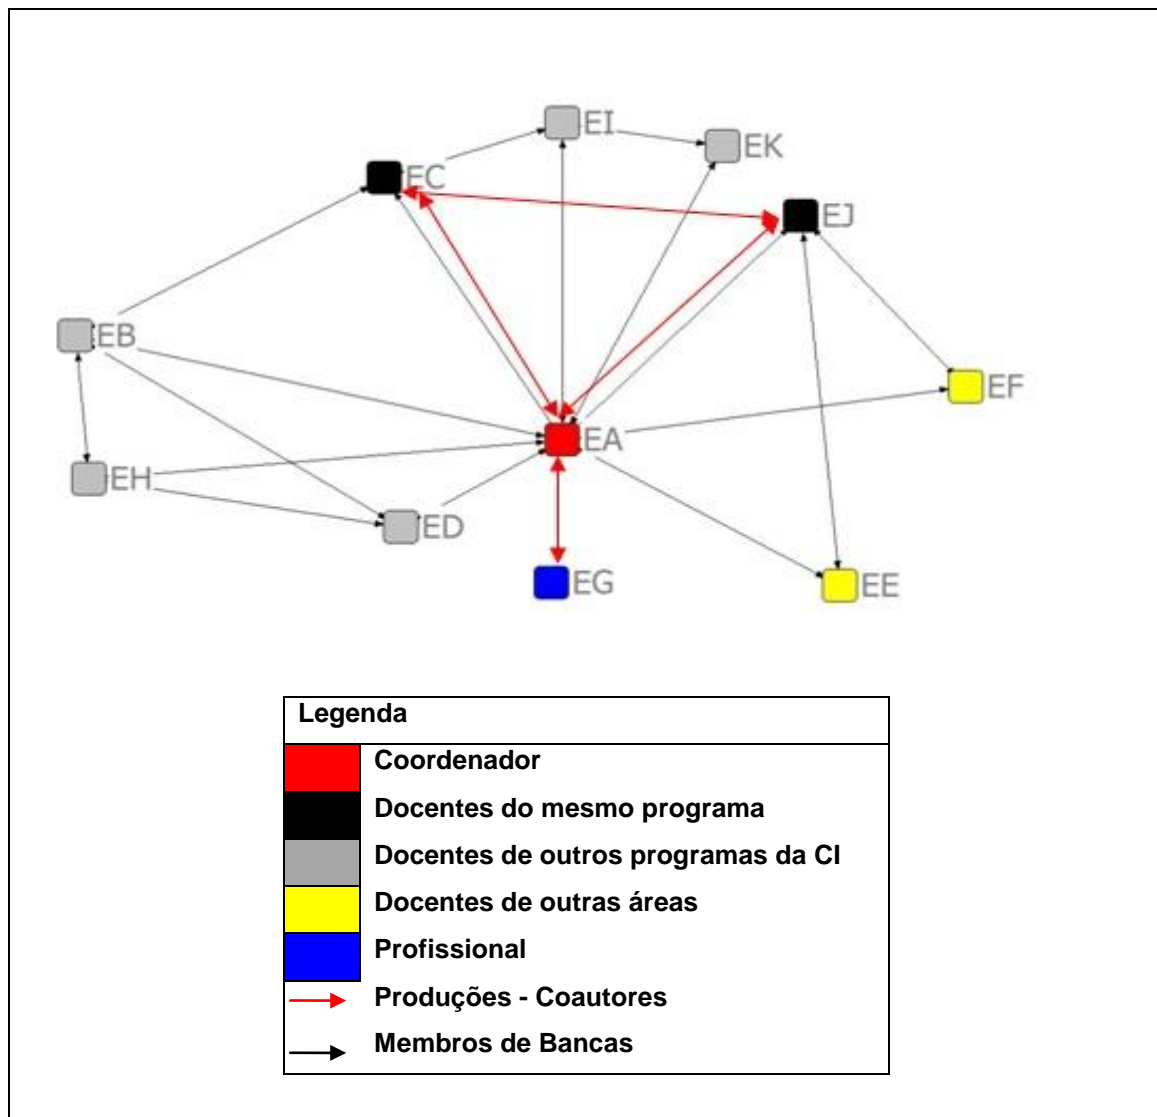 EI
EK
EC
EJ
EB
EF
EA
EH
ED
EG
EE
Legenda
Coordenador
Docentes do mesmo programa
Docentes de outros programas da CI
Docentes de outras áreas
Profissional
Produções - Coautores
Membros de Bancas